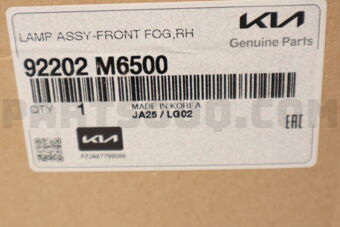 LAMP ASSY-FRONT FOG,RH
KIA
Genuine Parts
92202 M6500
QTY 1
MADE IN KOREA
JA25 / LG02
EAC
KIA